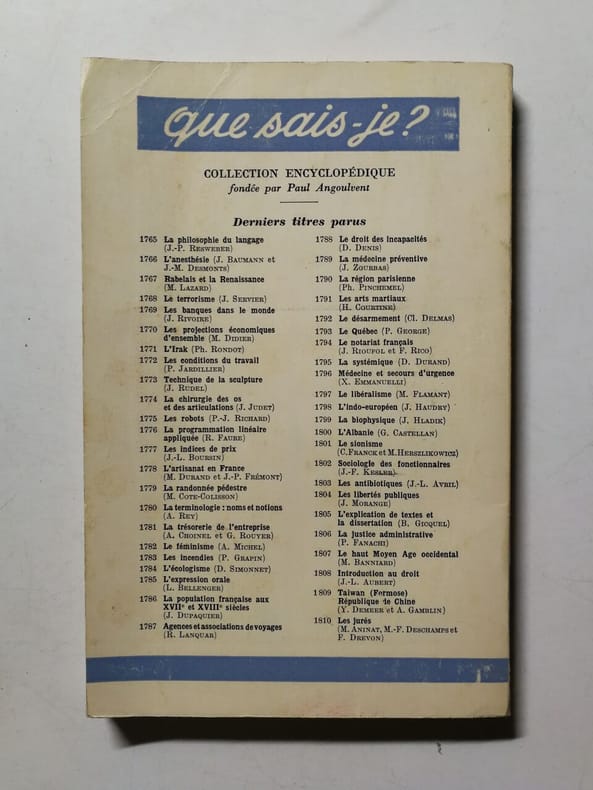 que sais-je?
COLLECTION ENCYCLOPÉDIQUE
fondée par Paul Angoulvent
Derniers titres parus
1765 La philosophie du langage
(J.-P. RESWEBER)
1766 L'anesthésie (J. BAUMANN et
J.-M. DESMONTS)
1767 Rabelais et la Renaissance
(M. LAZARD)
1768 Le terrorisme (J. SERVIER)
1769 Les banques dans le monde
(J. RIVOIRE)
1770 Les projections économiques
d'ensemble (M. DIDIER)
1771 L'Irak (Ph. RONDOT)
1772 Les conditions du travail
(P. JARDILLIER)
1773 Technique de la sculpture
(J. RUDEL)
1774 La chirurgie des os
et des articulations (J. JUDET)
1775 Les robots (P.-J. RICHARD)
1776 La programmation linéaire
appliquée (R. FAURE)
1777 Les indices de prix
(J.-L. BOURSIN)
1778 L'artisanat en France
(M. DURAND et J.-P. FRÉMONT)
1779 La randonnée pédestre
(M. COTE-COLISSON)
1780 La terminologie : noms et notions
(A. REY)
1781 La trésorerie de l'entreprise
(A. CHOINEL et G. ROUYER)
1782 Le féminisme (A. MICHEL)
1783 Les incendies (P. GRAPIN)
1784 L'écologisme (D. SIMONNET)
1785 L'expression orale
(L. BELLENGER)
1786 La population française aux
XVIIe et XVIIIe siècles
(J. DUPAQUIER)
1787 Agences et associations de voyages
(R. LANQUAR)
1788 Le droit des incapacités
(D. DENIS)
1789 La médecine préventive
(J. ZOURBAS)
1790 La région parisienne
(Ph. PINCHEMEL)
1791 Les arts martiaux
(H. COURTINE)
1792 Le désarmement (Cl. DELMAS)
1793 Le Québec (P. GEORGE)
1794 Le notariat français
(J. RIOUFOL et F. RICO)
1795 La systémique (D. DURAND)
1796 Médecine et secours d'urgence
(X. EMMANUELLI)
1797 Le libéralisme (M. FLAMANT)
1798 L'indo-européen (J. HAUDRY)
1799 La biophysique (J. HLADIK)
1800 L'Albanie (G. CASTELLAN)
1801 Le sionisme
(C. FRANCK et M. HERSZLIKOWICZ)
1802 Sociologie des fonctionnaires
(J.-F. KESLER)
1803 Les antibiotiques (J.-L. AVRIL)
1804 Les libertés publiques
(J. MORANGE)
1805 L'explication de textes et
la dissertation (B. GICQUEL)
1806 La justice administrative
(P. FANACHI)
1807 Le haut Moyen Age occidental
(M. BANNIARD)
1808 Introduction au droit
(J.-L. AUBERT)
1809 Taiwan (Formose)
République de Chine
(Y. DEMEER et A. GAMBLIN)
1810 Les jurés
(M. ANINAT, M.-F. DESCHAMPS et
F. DREVON)